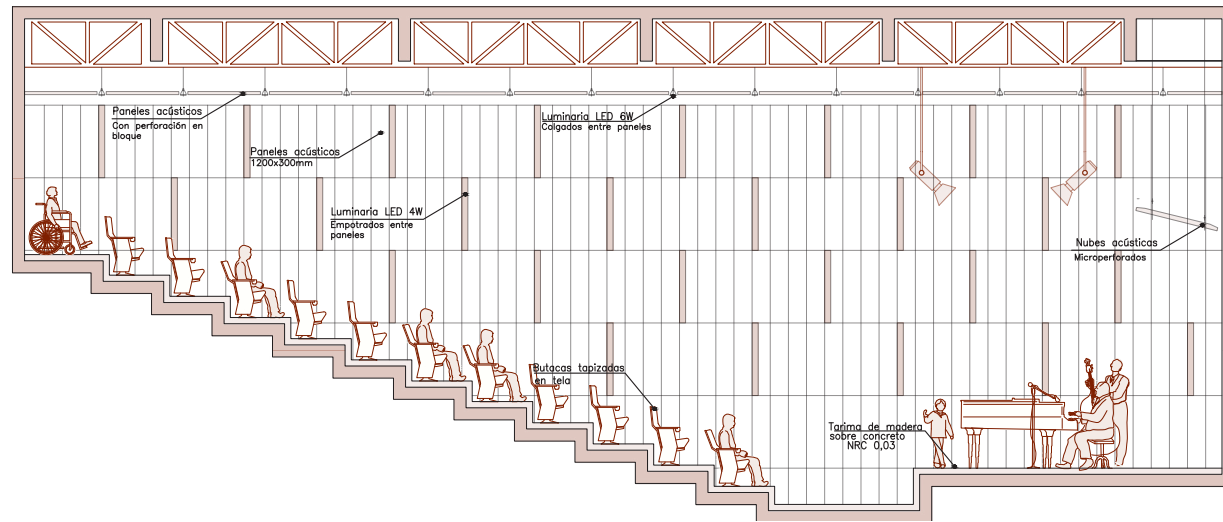 Paneles acústicos
Con perforación en
bloque
Luminaria LED 6W
Colgados entre paneles
Paneles acústicos
1200x300mm
Luminaria LED 4W
Empotrados entre
paneles
Nubes acústicas
Microperforados
Butacas tapizadas
en tela
Tarima de madera
sobre concreto
NRC 0,03